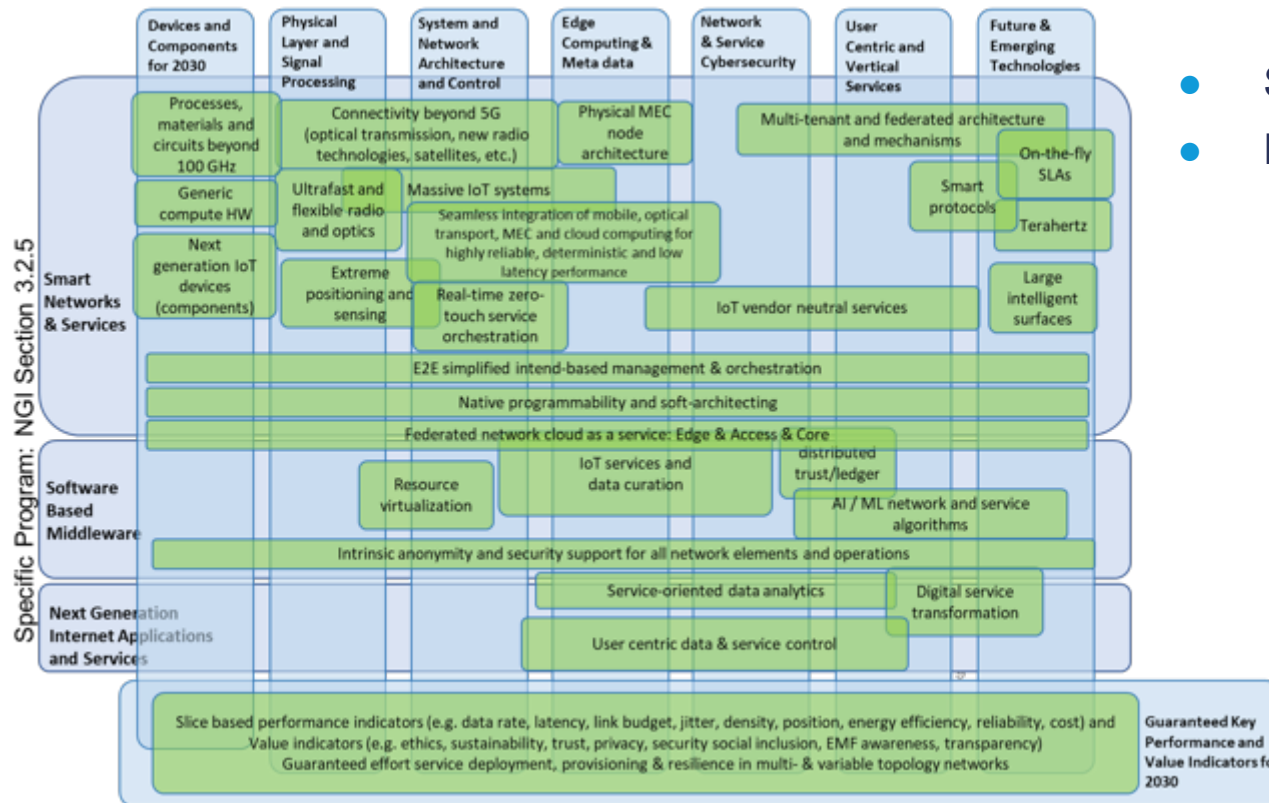 Devices and
Components
for 2030
Physical
Layer and
Signal
Processing
System and
Network
Architecture
and Control
Edge
Computing &
Meta data
Network
& Service
Cybersecurity
User
Centric and
Vertical
Services
Future &
Emerging
Technologies
Specific Program: NGI Section 3.2.5
Smart
Networks
& Services
Processes,
materials and
circuits beyond
100 GHz
Connectivity beyond 5G
(optical transmission, new radio
technologies, satellites, etc.)
Physical MEC
node
architecture
Multi-tenant and federated architecture
and mechanisms
On-the-fly
SLAs
Generic
compute HW
Ultrafast and
flexible radio
and optics
Massive IoT systems
Smart
protocols
Terahertz
Seamless integration of mobile, optical
transport, MEC and cloud computing for
highly reliable, deterministic and low
latency performance
Next
generation IoT
devices
(components)
Extreme
positioning and
sensing
Real-time zero-
touch service
orchestration
IoT vendor neutral services
Large
intelligent
surfaces
E2E simplified intend-based management & orchestration
Native programmability and soft-architecting
Federated network cloud as a service: Edge & Access & Core
Software
Based
Middleware
Resource
virtualization
IoT services and
data curation
distributed
trust/ledger
AI / ML network and service
algorithms
Intrinsic anonymity and security support for all network elements and operations
Next Generation
Internet Applications
and Services
Service-oriented data analytics
Digital service
transformation
User centric data & service control
Slice based performance indicators (e.g. data rate, latency, link budget, jitter, density, position, energy efficiency, reliability, cost) and
Value indicators (e.g. ethics, sustainability, trust, privacy, security social inclusion, EMF awareness, transparency)
Guaranteed effort service deployment, provisioning & resilience in multi- & variable topology networks
Guaranteed Key
Performance and
Value Indicators
2030